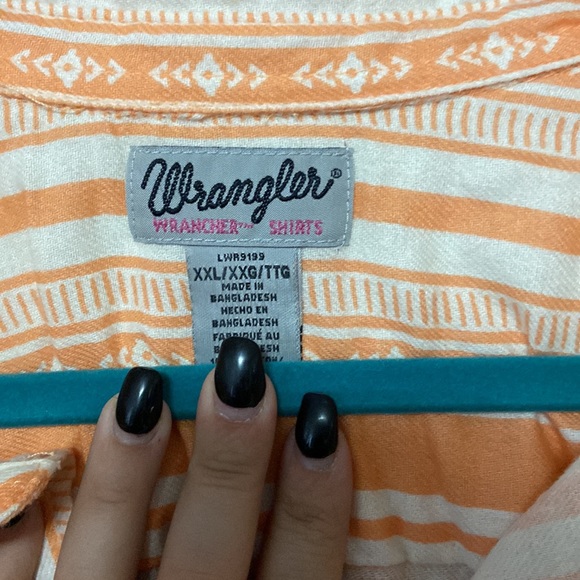 Wrangler®
WRANCHER™ SHIRTS
LWR9199
XXL/XXG/TTG
MADE IN
BANGLADESH
HECHO EN
BANGLADESH
FABRIQUÉ AU